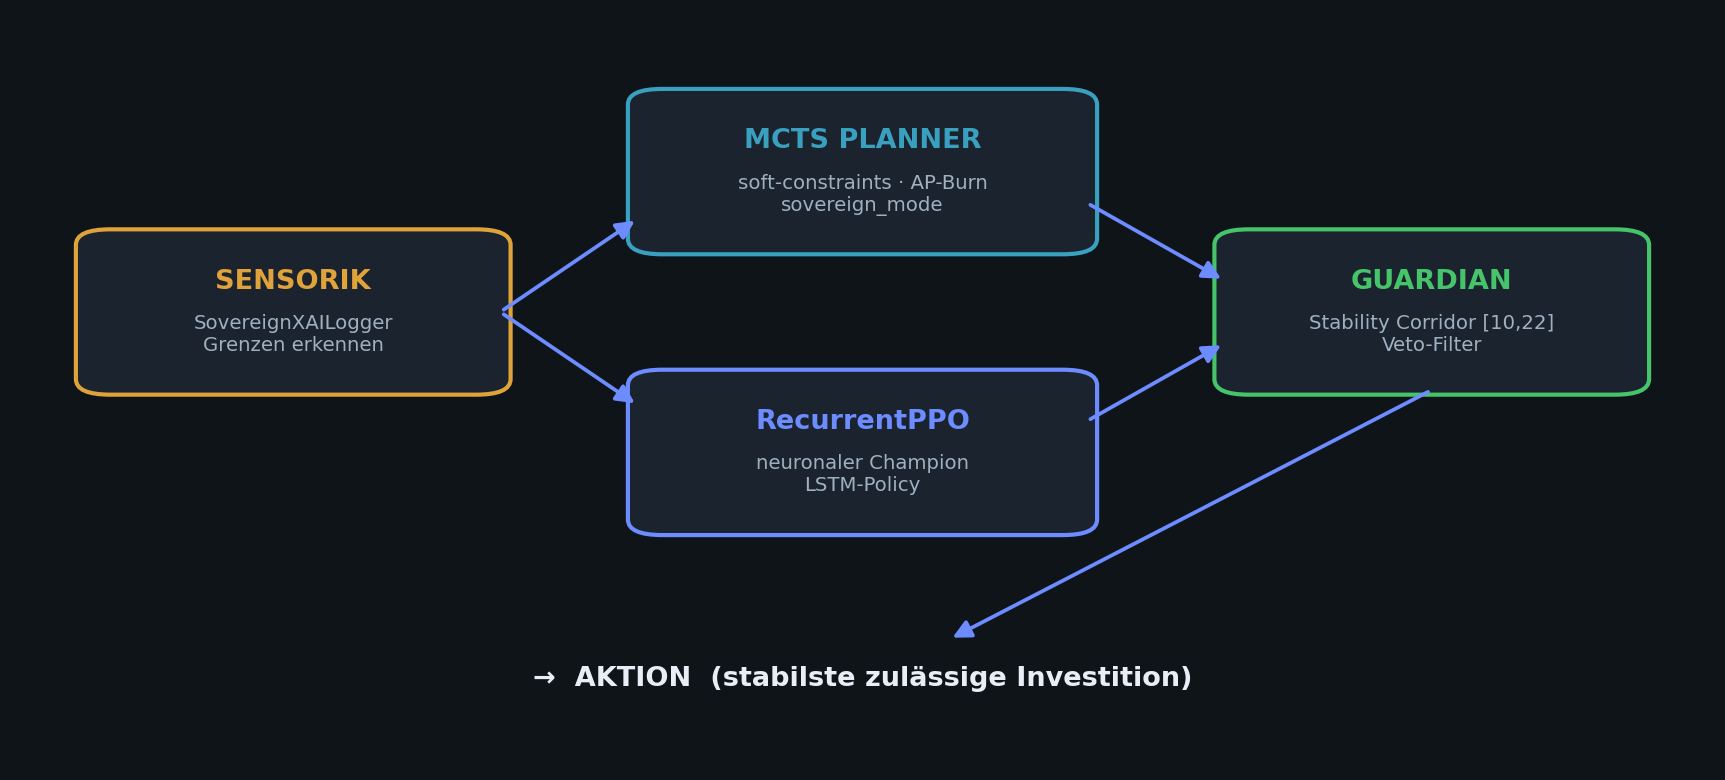 MCTS PLANNER
soft-constraints · AP-Burn
sovereign_mode
SENSORIK
SovereignXAILogger
Grenzen erkennen
GUARDIAN
Stability Corridor [10,22]
Veto-Filter
RecurrentPPO
neuronaler Champion
LSTM-Policy
→ AKTION (stabilste zulässige Investition)